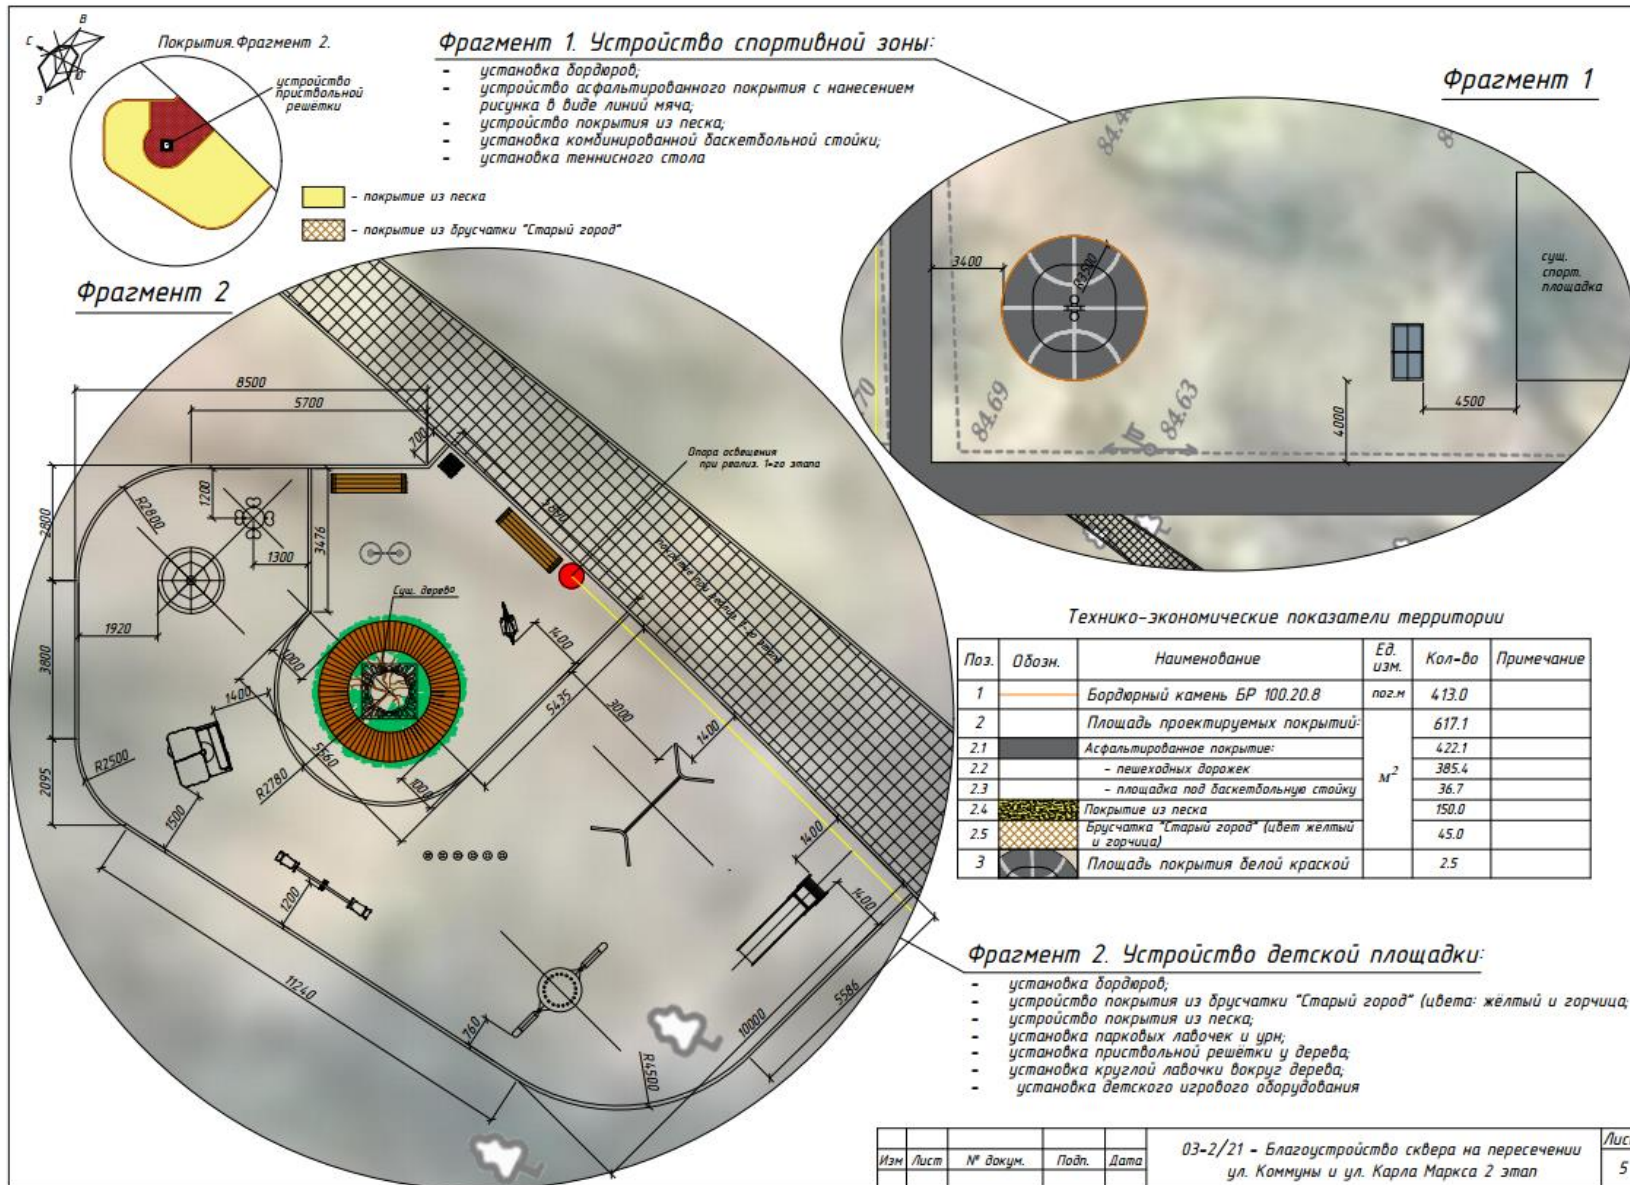 В
С
Ю
З
Покрытия. Фрагмент 2.
устройство
приствольной
решётки
- покрытие из песка
- покрытие из брусчатки "Старый город"
Фрагмент 1. Устройство спортивной зоны:
- установка бордюров;
- устройство асфальтированного покрытия с нанесением
рисунка в виде линий мяча;
- устройство покрытия из песка;
- установка комбинированной баскетбольной стойки;
- установка теннисного стола
Фрагмент 1
3400
R3500
сущ.
спорт.
площадка
4000
4500
84.69
84.63
70
Фрагмент 2
8500
5700
700
Опора освещения
при реализ. 1-го этапа
2800
R2800
1200
1300
3476
5890
Сущ. дерево
1920
3800
1000
1400
1400
5435
3000
1400
R2500
2095
R2780
5560
1000
1500
1200
1400
1400
11240
760
10000
5586
R4500
Технико-экономические показатели территории
Поз. Обозн. Наименование Ед. изм. Кол-во Примечание
1 Бордюрный камень БР 100.20.8 пог.м 413.0
2 Площадь проектируемых покрытий: м² 617.1
2.1 Асфальтированное покрытие: 422.1
2.2 - пешеходных дорожек 385.4
2.3 - площадка под баскетбольную стойку 36.7
2.4 Покрытие из песка 150.0
2.5 Брусчатка "Старый город" (цвет жёлтый
и горчица) 45.0
3 Площадь покрытия белой краской 2.5
Фрагмент 2. Устройство детской площадки:
- установка бордюров;
- устройство покрытия из брусчатки "Старый город" (цвета: жёлтый и горчица;
- устройство покрытия из песка;
- установка парковых лавочек и урн;
- установка приствольной решётки у дерева;
- установка круглой лавочки вокруг дерева;
- установка детского игрового оборудования
Изм Лист № докум. Подп. Дата
03-2/21 - Благоустройство сквера на пересечении
ул. Коммуны и ул. Карла Маркса 2 этап
Лист
5